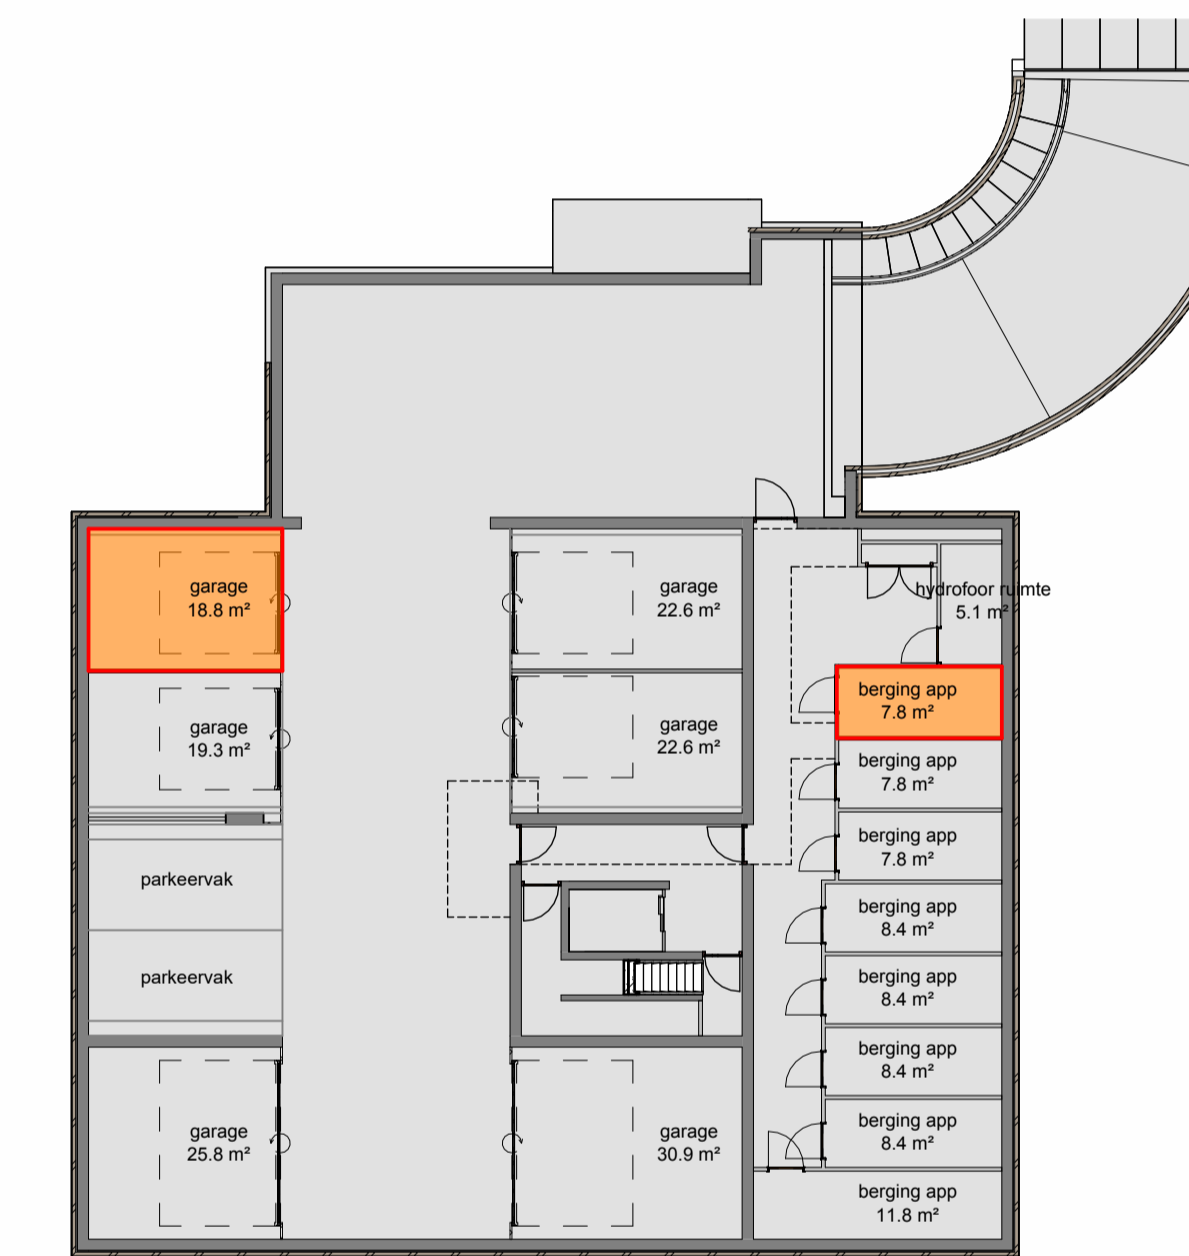 garage
18.8 m²
garage
22.6 m²
hydrofoor ruimte
5.1 m²
berging app
7.8 m²
garage
19.3 m²
garage
22.6 m²
berging app
7.8 m²
berging app
7.8 m²
parkeervak
berging app
8.4 m²
parkeervak
berging app
8.4 m²
berging app
8.4 m²
garage
25.8 m²
garage
30.9 m²
berging app
8.4 m²
berging app
11.8 m²